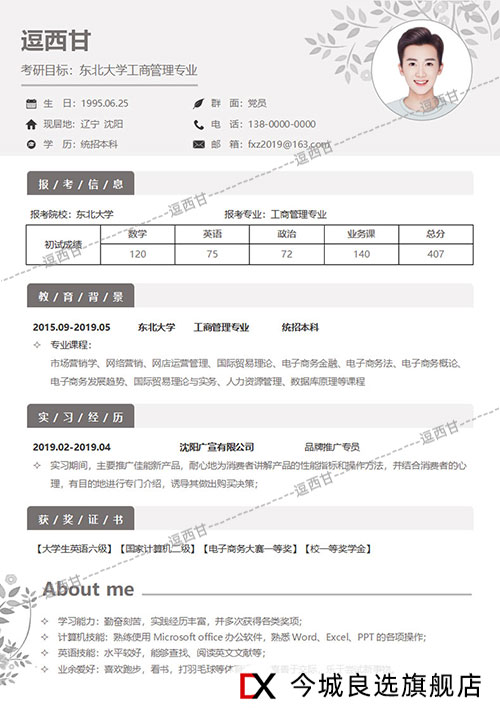 逗西甘
考研目标：东北大学工商管理专业
生 日：1995.06.25 群 面：党员
现居地：辽宁 沈阳 电 话：138-0000-0000
学 历：统招本科 邮 箱：fxz2019@163.com
逗西甘
报/考/信/息
逗西甘
报考院校：东北大学 报考专业：工商管理专业
初试成绩 数学 英语 政治 业务课 总分
120 75 72 140 407
逗西甘
教/育/背/景
2015.09-2019.05 东北大学 工商管理专业 统招本科
专业课程：
市场营销学、网络营销、网店运营管理、国际贸易理论、电子商务金融、电子商务法、电子商务概论、
电子商务发展趋势、国际贸易理论与实务、人力资源管理、数据库原理等课程
实/习/经/历
逗西甘
2019.02-2019.04 沈阳广宣有限公司 品牌推广专员
实习期间，主要推广佳能新产品，耐心地为消费者讲解产品的性能指标和操作方法，并结合消费者的心
理，有目的地进行专门介绍，诱导其做出购买决策；
逗西甘
获/奖/证/书
【大学生英语六级】【国家计算机二级】【电子商务大赛一等奖】【校一等奖学金】
逗西甘
About me
学习能力：勤奋刻苦，实践经历丰富，并多次获得各类奖项；
计算机技能：熟练使用 Microsoft office 办公软件，熟悉 Word、Excel、PPT 的各项操作；
英语技能：水平较好，能够查找、阅读英文文献等；
业余爱好：喜欢跑步，看书，打羽毛球等休
CX 今城良选旗舰店